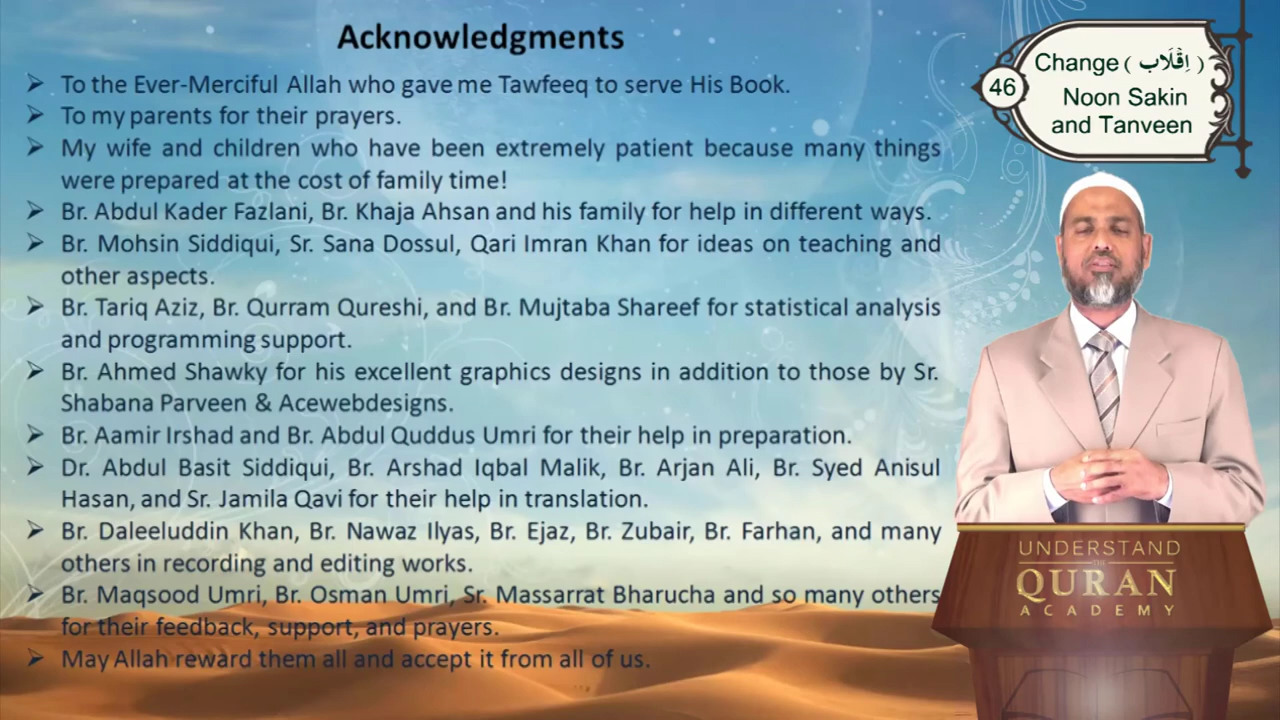 Acknowledgments
➢ To the Ever-Merciful Allah who gave me Tawfeeq to serve His Book.
➢ To my parents for their prayers.
➢ My wife and children who have been extremely patient because many things
were prepared at the cost of family time!
➢ Br. Abdul Kader Fazlani, Br. Khaja Ahsan and his family for help in different ways.
➢ Br. Mohsin Siddiqui, Sr. Sana Dossul, Qari Imran Khan for ideas on teaching and
other aspects.
➢ Br. Tariq Aziz, Br. Qurram Qureshi, and Br. Mujtaba Shareef for statistical analysis
and programming support.
➢ Br. Ahmed Shawky for his excellent graphics designs in addition to those by Sr.
Shabana Parveen & Acewebdesigns.
➢ Br. Aamir Irshad and Br. Abdul Quddus Umri for their help in preparation.
➢ Dr. Abdul Basit Siddiqui, Br. Arshad Iqbal Malik, Br. Arjan Ali, Br. Syed Anisul
Hasan, and Sr. Jamila Qavi for their help in translation.
➢ Br. Daleeluddin Khan, Br. Nawaz Ilyas, Br. Ejaz, Br. Zubair, Br. Farhan, and many
others in recording and editing works.
➢ Br. Maqsood Umri, Br. Osman Umri, Sr. Massarrat Bharucha and so many others
for their feedback, support, and prayers.
➢ May Allah reward them all and accept it from all of us.
46
Change ( اِقْلَاب )
Noon Sakin
and Tanveen
UNDERSTAND
THE
QURAN
ACADEMY